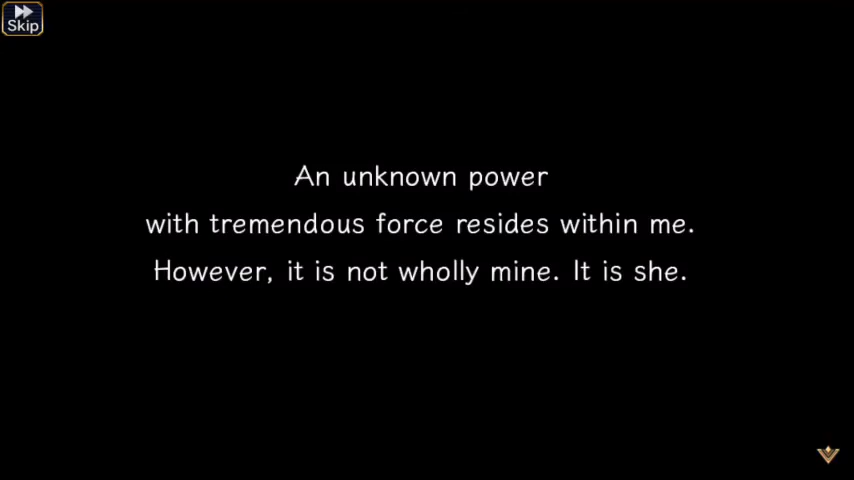 Skip
An unknown power
with tremendous force resides within me.
However, it is not wholly mine. It is she.